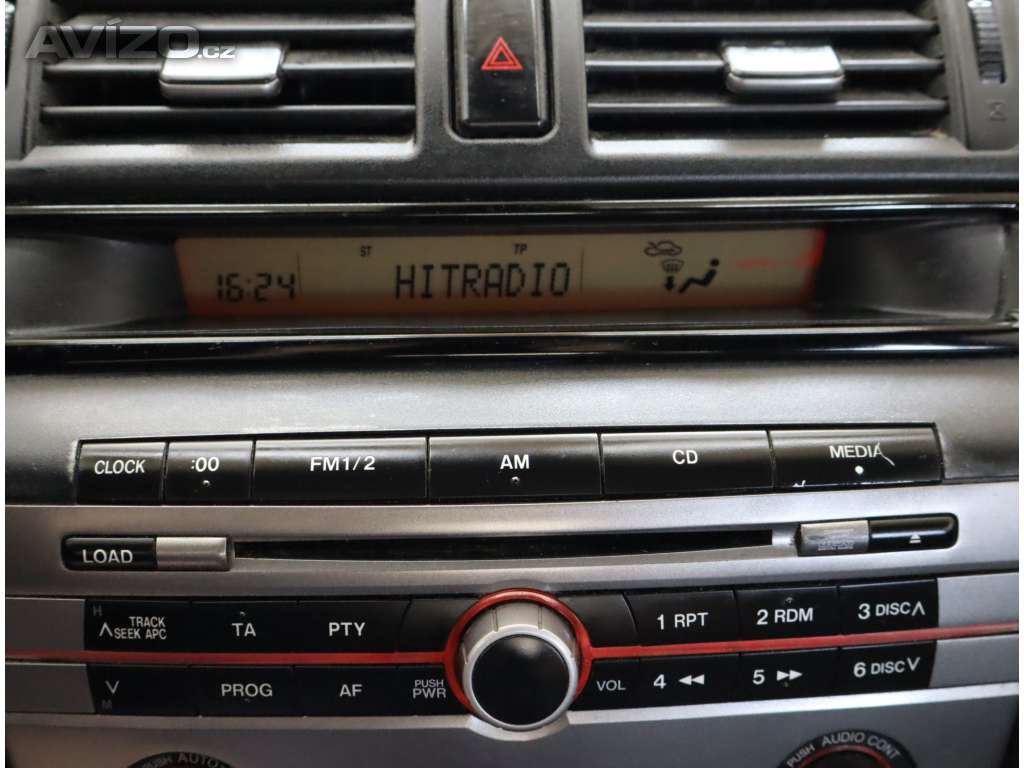 AVÍZO.cz
ST TP
16:24 HITRADIO
CLOCK :00 FM1/2 AM CD MEDIA
LOAD
H TRACK TA PTY 1 RPT 2 RDM 3 DISC
SEEK APC
PROG AF PUSH PWR VOL 4 5 6 DISC
M
PUSH AUTO PUSH AUDIO CONT